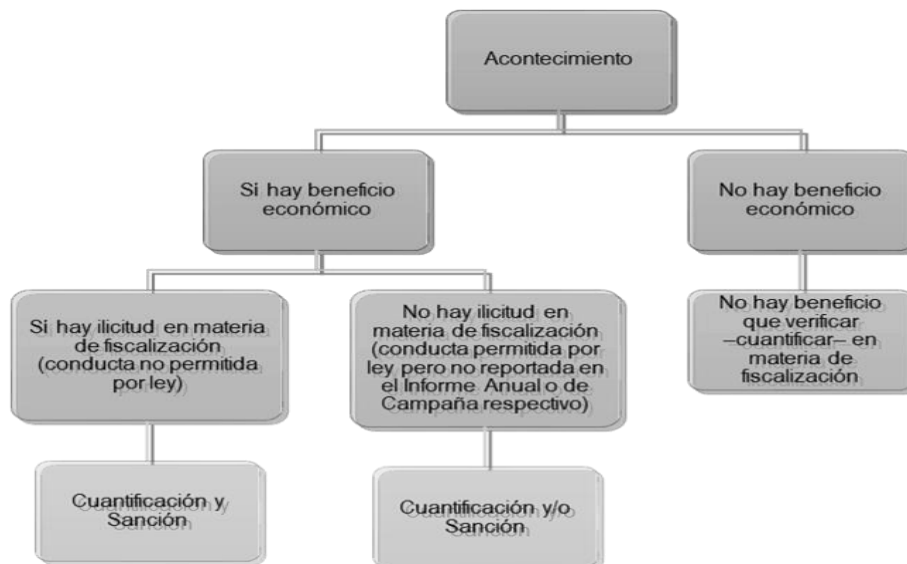 Acontecimiento
Si hay beneficio
económico
No hay beneficio
económico
Si hay ilicitud en materia
de fiscalización
(conducta no permitida
por ley)
No hay ilicitud en
materia de fiscalización
(conducta permitida por
ley pero no reportada en
el Informe Anual o de
Campaña respectivo)
No hay beneficio
que verificar
–cuantificar– en
materia de
fiscalización
Cuantificación y
Sanción
Cuantificación y/o
Sanción